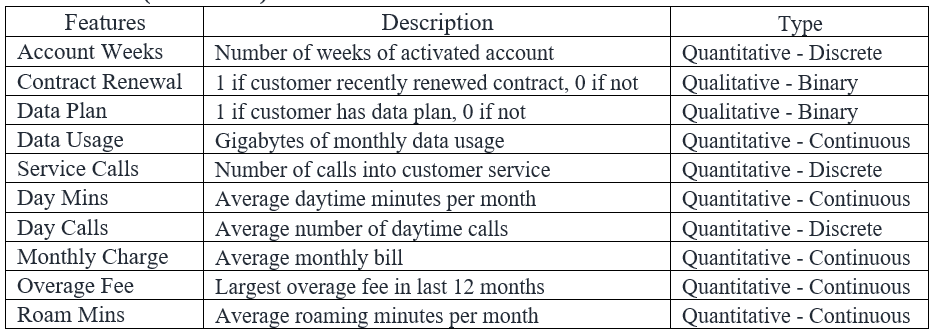 Features Description Type
Account Weeks Number of weeks of activated account Quantitative - Discrete
Contract Renewal 1 if customer recently renewed contract, 0 if not Qualitative - Binary
Data Plan 1 if customer has data plan, 0 if not Qualitative - Binary
Data Usage Gigabytes of monthly data usage Quantitative - Continuous
Service Calls Number of calls into customer service Quantitative - Discrete
Day Mins Average daytime minutes per month Quantitative - Continuous
Day Calls Average number of daytime calls Quantitative - Discrete
Monthly Charge Average monthly bill Quantitative - Continuous
Overage Fee Largest overage fee in last 12 months Quantitative - Continuous
Roam Mins Average roaming minutes per month Quantitative - Continuous